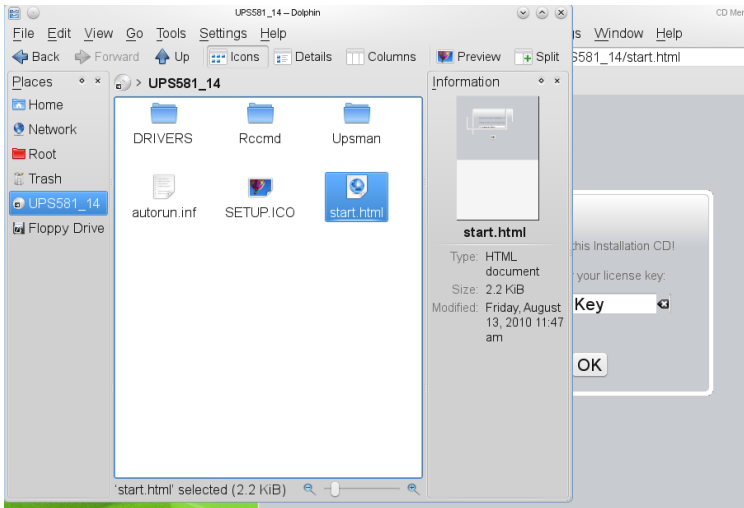 UPS581_14 – Dolphin
File Edit View Go Tools Settings Help
Back Forward Up Icons Details Columns Preview Split
Places
Home
Network
Root
Trash
UPS581_14
Floppy Drive
> UPS581_14
DRIVERS Rccmd Upsman
autorun.inf SETUP.ICO start.html
'start.html' selected (2.2 KiB)
Information
start.html
Type: HTML
document
Size: 2.2 KiB
Modified: Friday, August
13, 2010 11:47
am
CD Mer
Window Help
581_14/start.html
this Installation CD!
your license key:
Key
OK